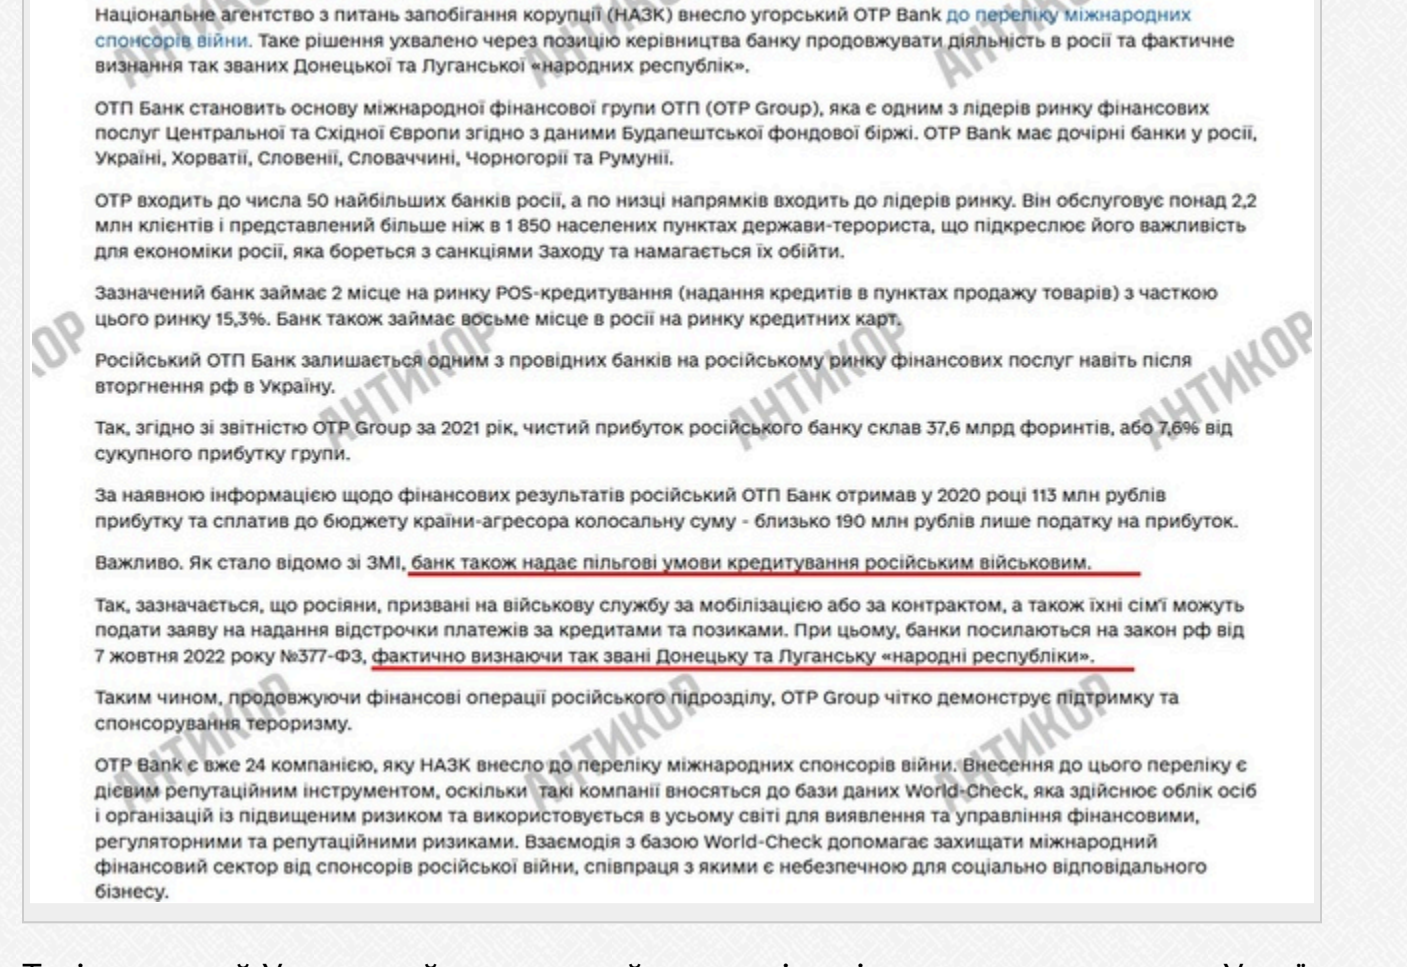 Національне агентство з питань запобігання корупції (НАЗК) внесло угорський OTP Bank до переліку міжнародних
спонсорів війни. Таке рішення ухвалено через позицію керівництва банку продовжувати діяльність в росії та фактичне
визнання так званих Донецької та Луганської «народних республік».
ОТП Банк становить основу міжнародної фінансової групи ОТП (OTP Group), яка є одним з лідерів ринку фінансових
послуг Центральної та Східної Європи згідно з даними Будапештської фондової біржі. OTP Bank має дочірні банки у росії,
Україні, Хорватії, Словенії, Словаччині, Чорногорії та Румунії.
OTP входить до числа 50 найбільших банків росії, а по низці напрямків входить до лідерів ринку. Він обслуговує понад 2,2
млн клієнтів і представлений більше ніж в 1 850 населених пунктах держави-терориста, що підкреслює його важливість
для економіки росії, яка бореться з санкціями Заходу та намагається їх обійти.
Зазначений банк займає 2 місце на ринку POS-кредитування (надання кредитів в пунктах продажу товарів) з часткою
цього ринку 15,3%. Банк також займає восьме місце в росії на ринку кредитних карт.
Російський ОТП Банк залишається одним з провідних банків на російському ринку фінансових послуг навіть після
вторгнення рф в Україну.
Так, згідно зі звітністю OTP Group за 2021 рік, чистий прибуток російського банку склав 37,6 млрд форинтів, або 7,6% від
сукупного прибутку групи.
За наявною інформацією щодо фінансових результатів російський ОТП Банк отримав у 2020 році 113 млн рублів
прибутку та сплатив до бюджету країни-агресора колосальну суму - близько 190 млн рублів лише податку на прибуток.
Важливо. Як стало відомо зі ЗМІ, банк також надає пільгові умови кредитування російським військовим.
Так, зазначається, що росіяни, призвані на військову службу за мобілізацією або за контрактом, а також їхні сім'ї можуть
подати заяву на надання відстрочки платежів за кредитами та позиками. При цьому, банки посилаються на закон рф від
7 жовтня 2022 року №377-ФЗ, фактично визнаючи так звані Донецьку та Луганську «народні республіки».
Таким чином, продовжуючи фінансові операції російського підрозділу, OTP Group чітко демонструє підтримку та
спонсорування тероризму.
OTP Bank є вже 24 компанією, яку НАЗК внесло до переліку міжнародних спонсорів війни. Внесення до цього переліку є
дієвим репутаційним інструментом, оскільки такі компанії вносяться до бази даних World-Check, яка здійснює облік осіб
і організацій із підвищеним ризиком та використовується в усьому світі для виявлення та управління фінансовими,
регуляторними та репутаційними ризиками. Взаємодія з базою World-Check допомагає захищати міжнародний
фінансовий сектор від спонсорів російської війни, співпраця з якими є небезпечною для соціально відповідального
бізнесу.
АНТИКОР
АНТИКОР
АНТИКОР
АНТИКОР
АНТИКОР
АНТИКОР
АНТИКОР
АНТИКОР
АНТИКОР